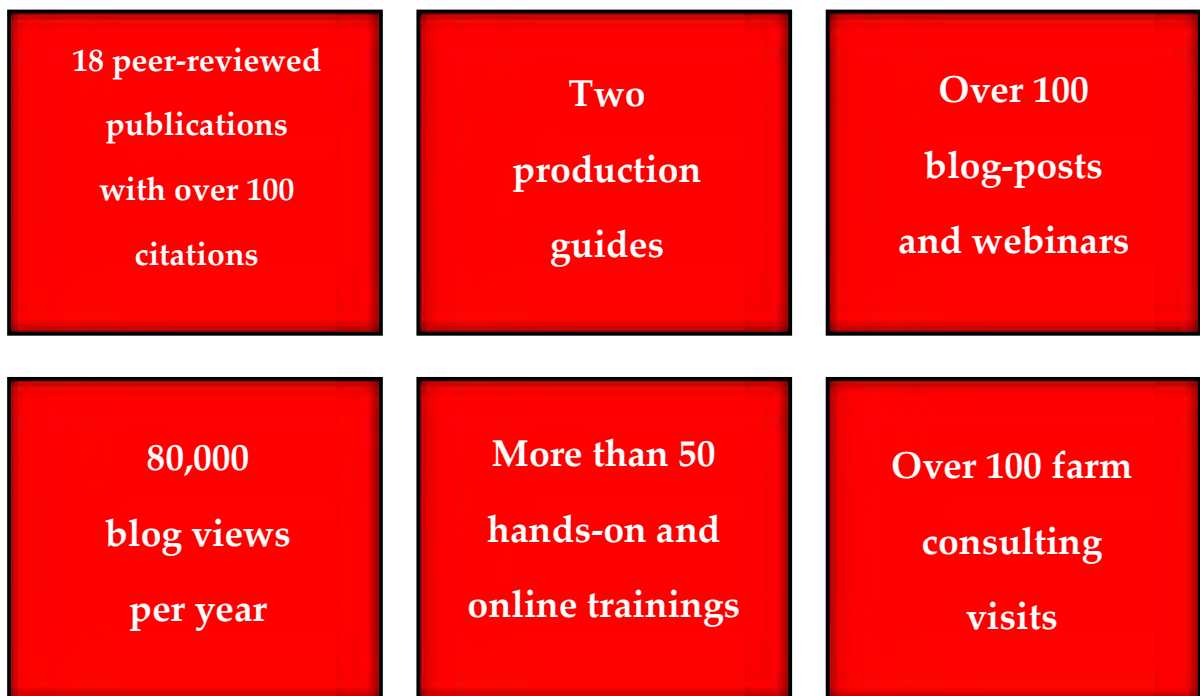 18 peer-reviewed
publications
with over 100
citations
Two
production
guides
Over 100
blog-posts
and webinars
80,000
blog views
per year
More than 50
hands-on and
online trainings
Over 100 farm
consulting
visits